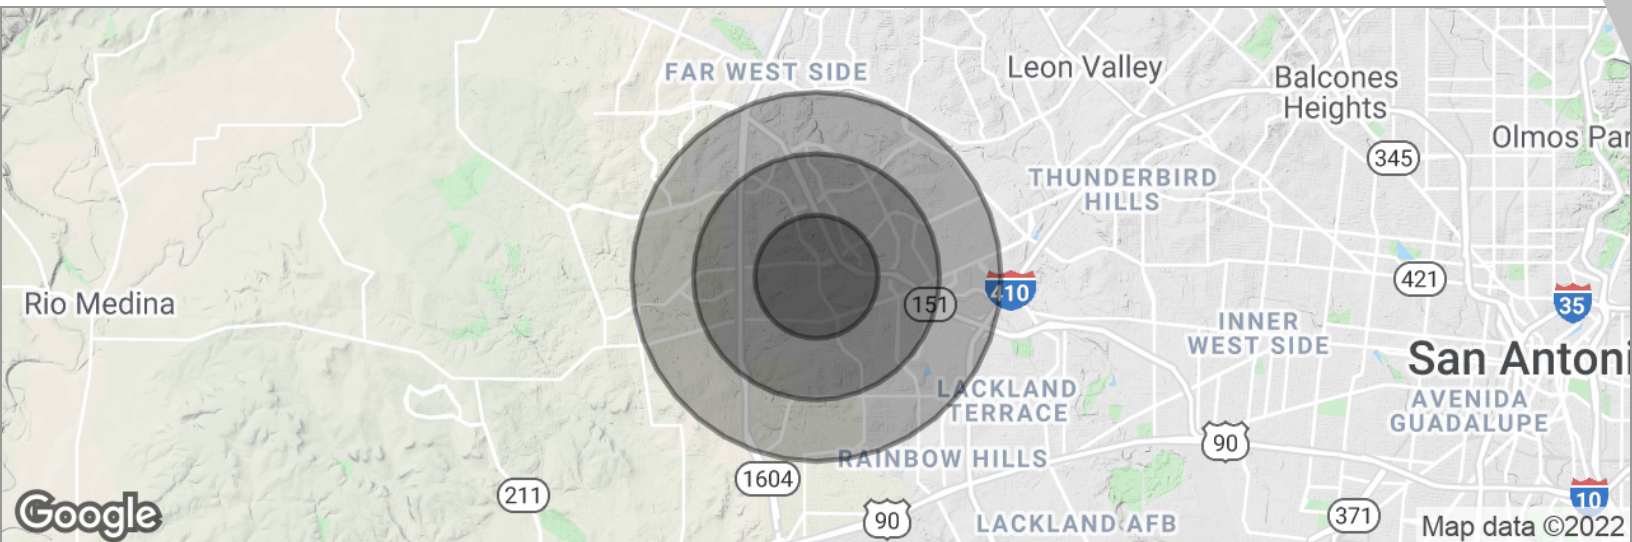 FAR WEST SIDE
Leon Valley
Balcones
Heights
Olmos Par
345
THUNDERBIRD
HILLS
421
Rio Medina
151
410
35
INNER
WEST SIDE
San Antoni
LACKLAND
TERRACE
AVENIDA
GUADALUPE
90
RAINBOW HILLS
1604
211
10
Google
90
LACKLAND AFB
371
Map data ©2022